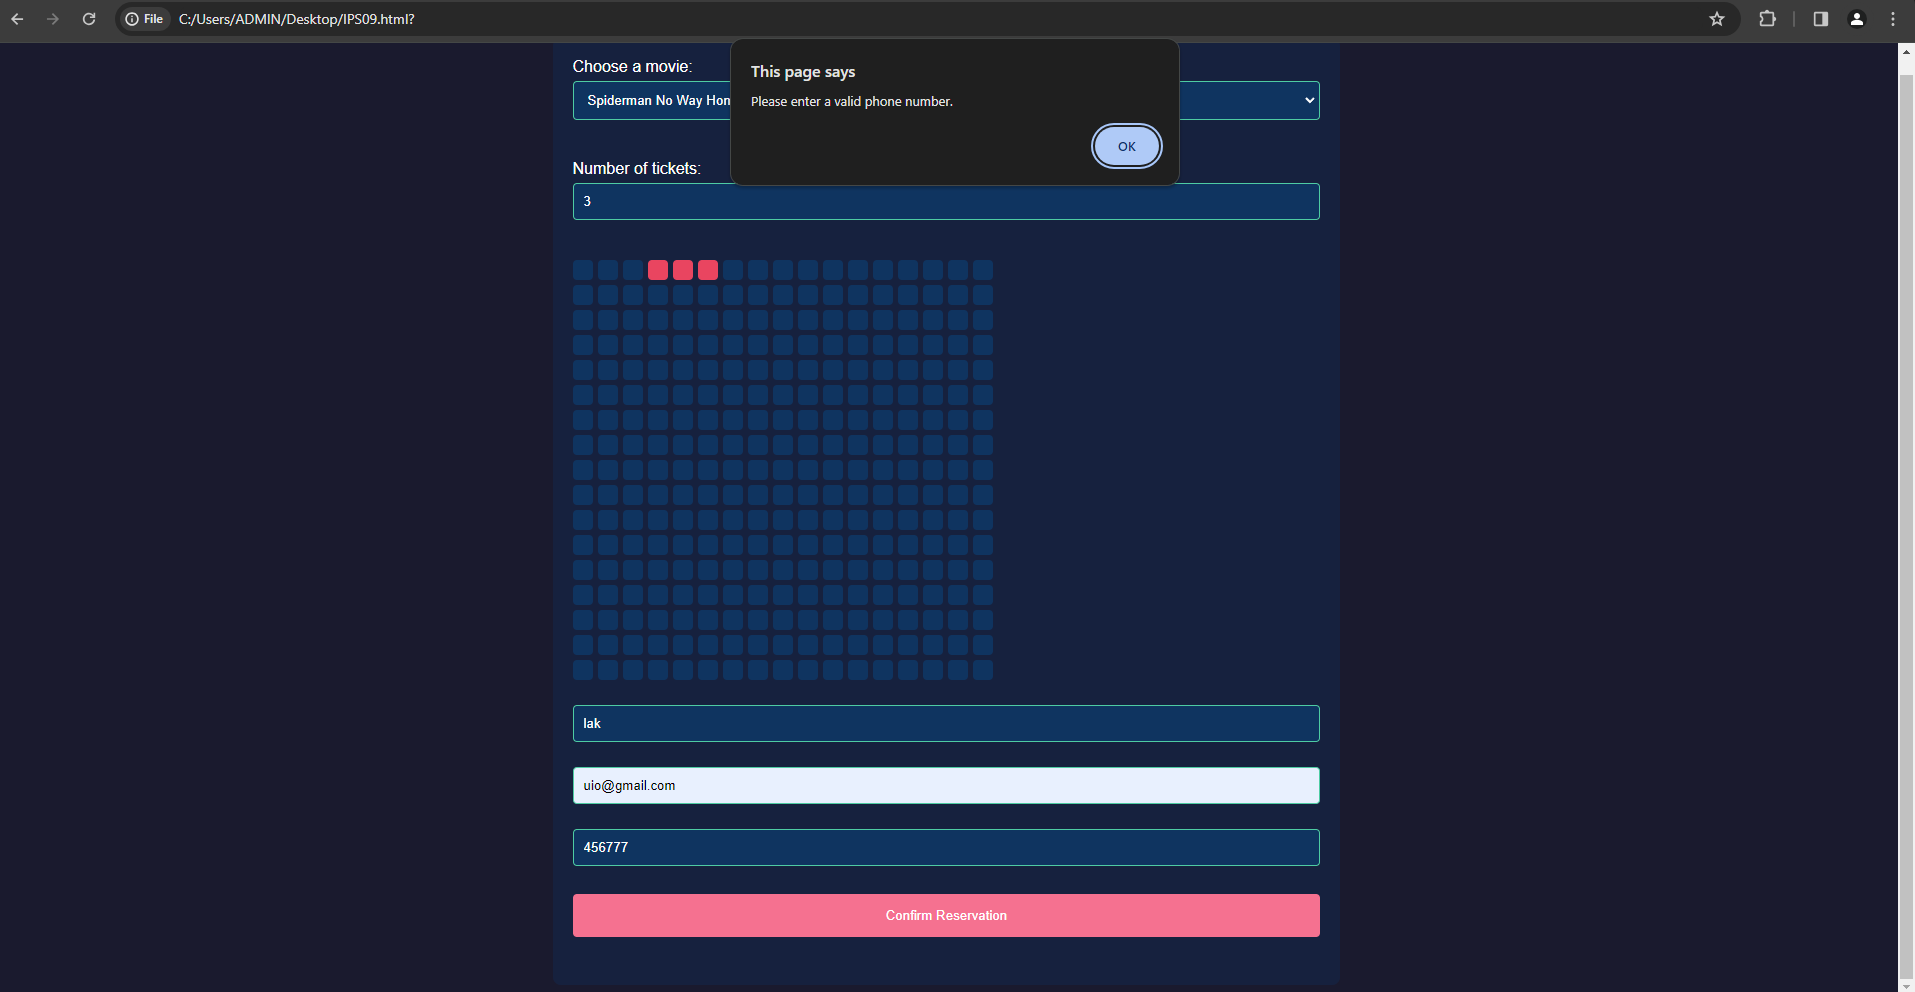 File C:/Users/ADMIN/Desktop/IPS09.html?
This page says
Please enter a valid phone number.
OK
Choose a movie:
Spiderman No Way Hon
Number of tickets:
3
lak
uio@gmail.com
456777
Confirm Reservation